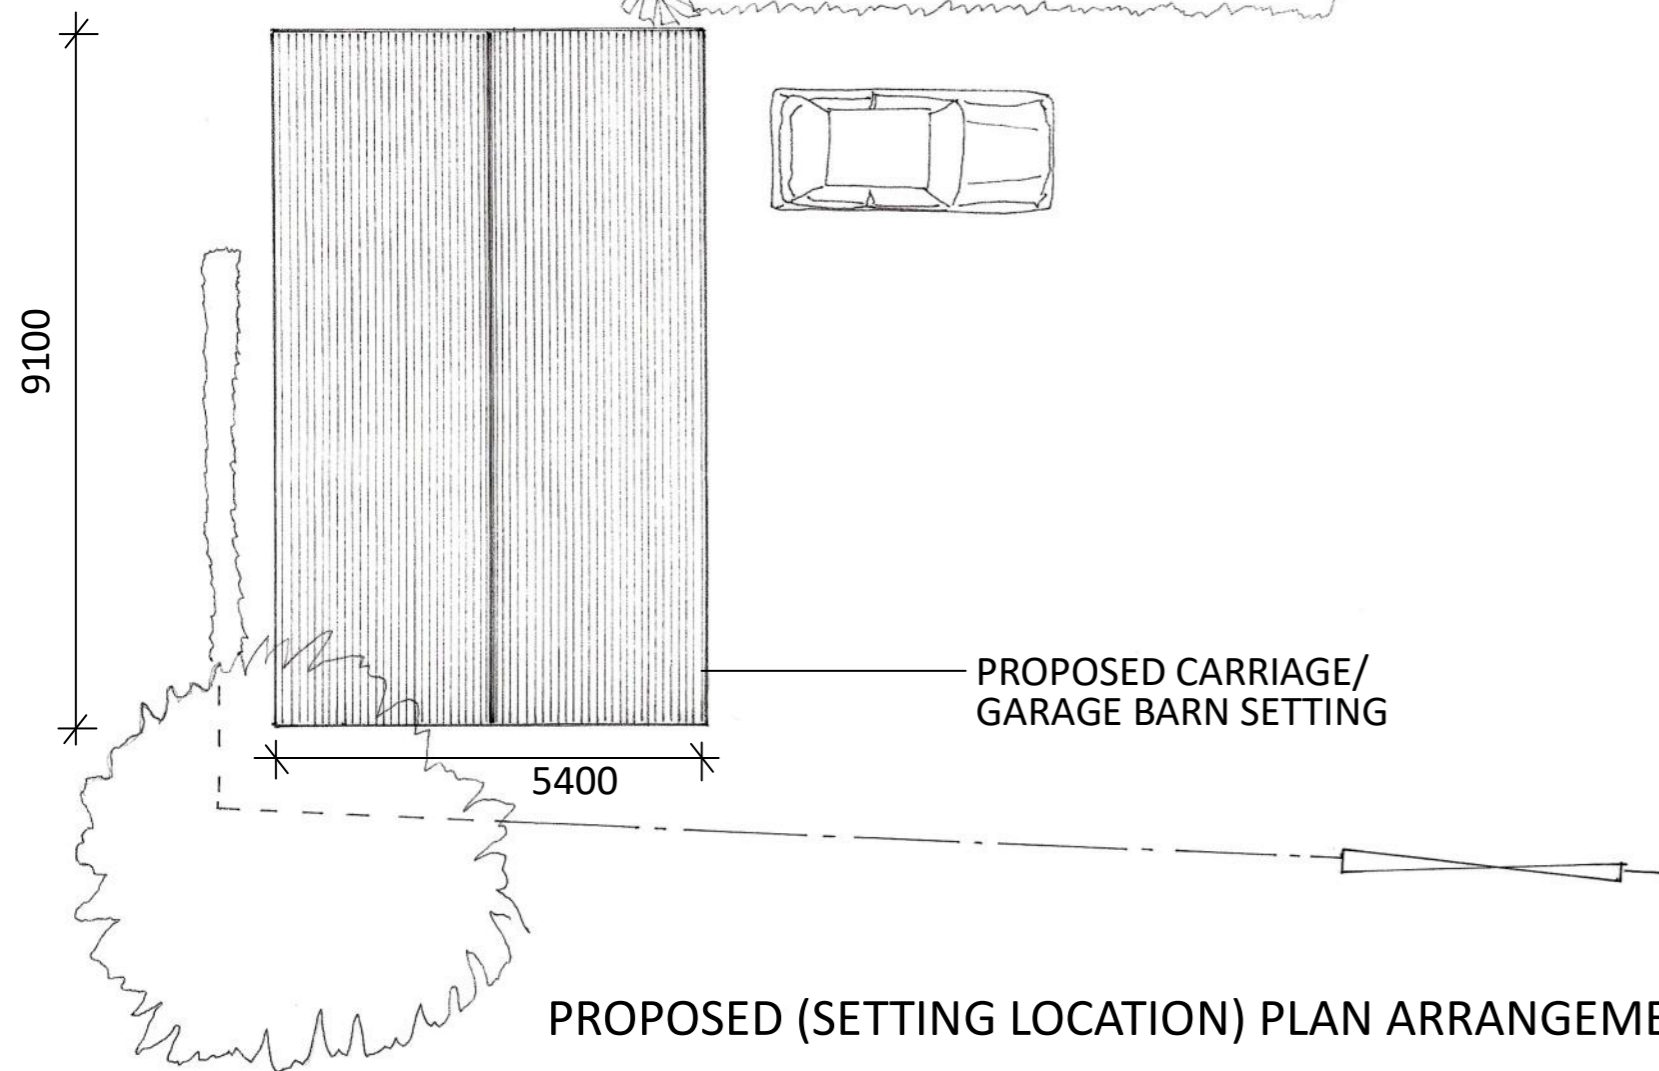 9100
PROPOSED CARRIAGE/
GARAGE BARN SETTING
5400
PROPOSED (SETTING LOCATION) PLAN ARRANGEME